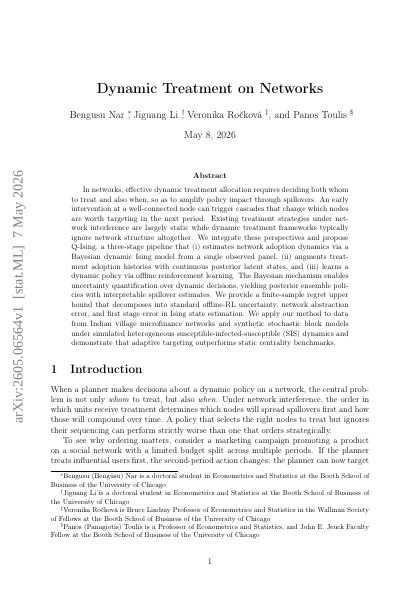 Dynamic Treatment on Networks
Bengusu Nar *, Jiguang Li †, Veronika Ročková ‡, and Panos Toulis §
May 8, 2026
Abstract
In networks, effective dynamic treatment allocation requires deciding both whom
to treat and also when, so as to amplify policy impact through spillovers. An early
intervention at a well-connected node can trigger cascades that change which nodes
are worth targeting in the next period. Existing treatment strategies under net-
work interference are largely static while dynamic treatment frameworks typically
ignore network structure altogether. We integrate these perspectives and propose
Q-Ising, a three-stage pipeline that (i) estimates network adoption dynamics via a
Bayesian dynamic Ising model from a single observed panel, (ii) augments treat-
ment adoption histories with continuous posterior latent states, and (iii) learns a
dynamic policy via offline reinforcement learning. The Bayesian mechanism enables
uncertainty quantification over dynamic decisions, yielding posterior ensemble poli-
cies with interpretable spillover estimates. We provide a finite-sample regret upper
bound that decomposes into standard offline-RL uncertainty, network abstraction
error, and first stage error in Ising state estimation. We apply our method to data
from Indian village microfinance networks and synthetic stochastic block models
under simulated heterogeneous susceptible-infected-susceptible (SIS) dynamics and
demonstrate that adaptive targeting outperforms static centrality benchmarks.
1 Introduction
When a planner makes decisions about a dynamic policy on a network, the central prob-
lem is not only whom to treat, but also when. Under network interference, the order in
which units receive treatment determines which nodes will spread spillovers first and how
those will compound over time. A policy that selects the right nodes to treat but ignores
their sequencing can perform strictly worse than one that orders strategically.
To see why ordering matters, consider a marketing campaign promoting a product
on a social network with a limited budget split across multiple periods. If the planner
treats influential users first, the second-period action changes: the planner can now target
*Bengusu (Bengüsu) Nar is a doctoral student in Econometrics and Statistics at the Booth School of
Business of the University of Chicago
†Jiguang Li is a doctoral student in Econometrics and Statistics at the Booth School of Business of
the University of Chicago
‡Veronika Ročková is Bruce Lindsay Professor of Econometrics and Statistics in the Wallman Society
of Fellows at the Booth School of Business of the University of Chicago
§Panos (Panagiotis) Toulis is Professor of Econometrics and Statistics, and John E. Jeuck Faculty
Fellow at the Booth School of Business of the University of Chicago
1
arXiv:2605.06564v1 [stat.ML] 7 May 2026